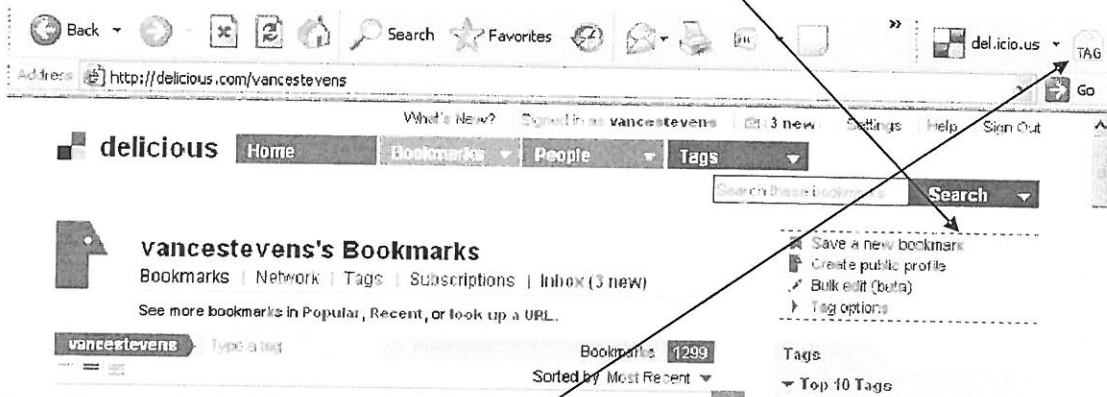 Back Search Favorites » del.icio.us TAG
Address http://delicious.com/vancestevens Go
What's New? Signed in as vancestevens 3 new Settings Help Sign Out
delicious Home Bookmarks People Tags
Search these bookmarks Search
vancestevens's Bookmarks
Bookmarks | Network | Tags | Subscriptions | Inbox (3 new)
See more bookmarks in Popular, Recent, or look up a URL.
Save a new bookmark
Create public profile
Bulk edit (beta)
Tag options
vancestevens Type a tag Bookmarks 1299
Sorted by Most Recent
Tags
Top 10 Tags